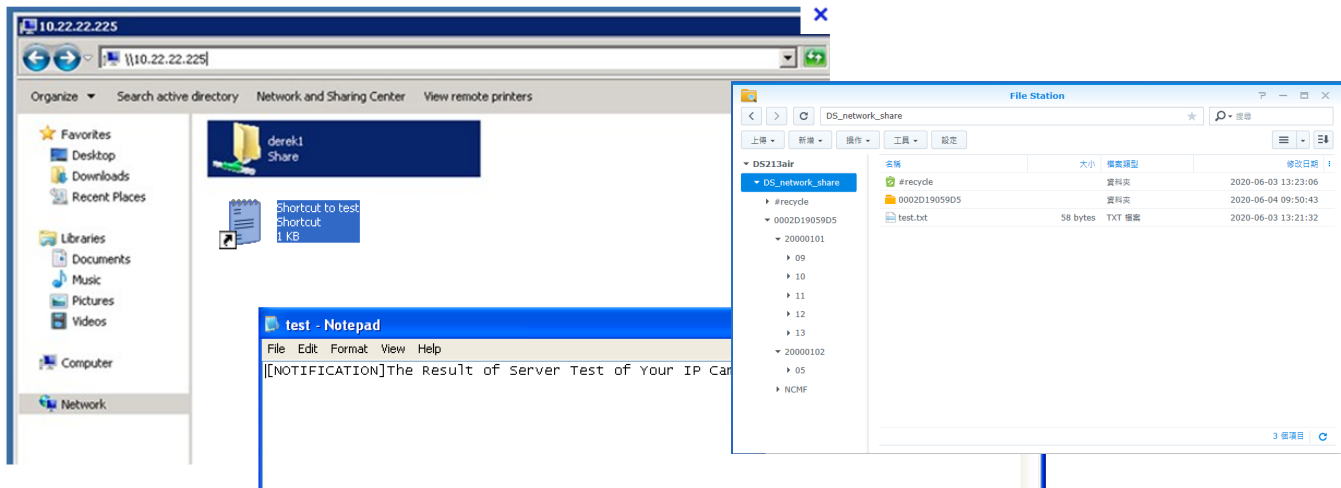 10.22.22.225
\\10.22.22.225
Organize Search active directory Network and Sharing Center View remote printers
Favorites
Desktop
Downloads
Recent Places
Libraries
Documents
Music
Pictures
Videos
Computer
Network
derek1
Share
Shortcut to test
Shortcut
1 KB
test - Notepad
File Edit Format View Help
[NOTIFICATION]The Result of Server Test of Your IP Car
File Station
DS_network_share
搜尋
上傳 新增 操作 工具 設定
DS213air
DS_network_share
#recycle
0002D19059D5
20000101
09
10
11
12
13
20000102
05
NCMF
名稱 大小 檔案類型 修改日期
#recycle 資料夾 2020-06-03 13:23:06
0002D19059D5 資料夾 2020-06-04 09:50:43
test.txt 58 bytes TXT 檔案 2020-06-03 13:21:32
3 個項目